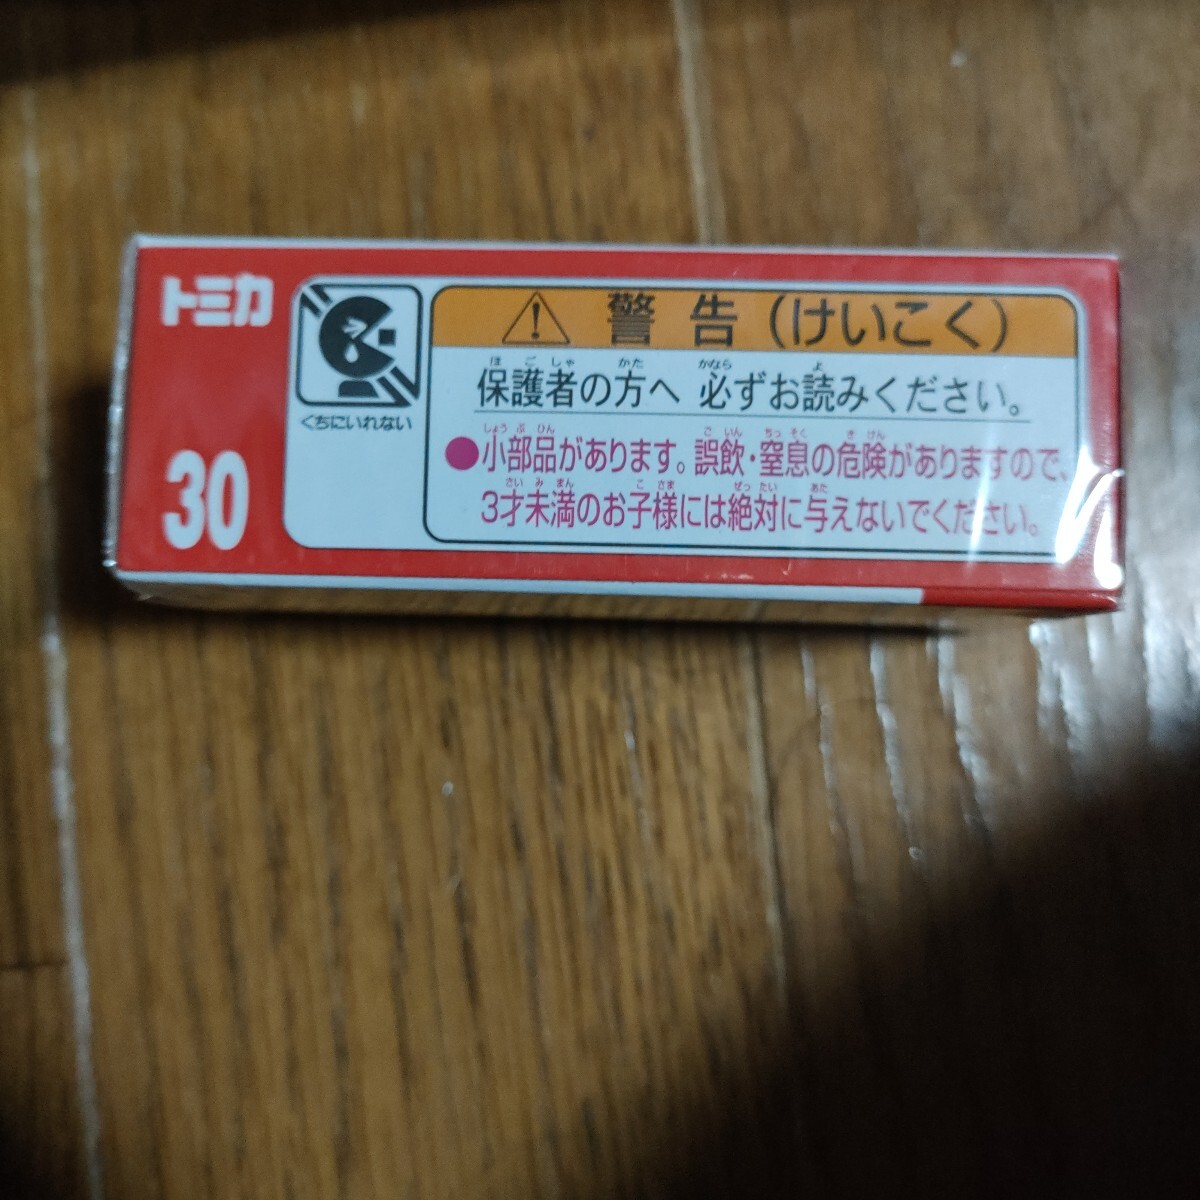 トミカ
30
くちにいれない
警告(けいこく)
ほごしゃ かた かなら よ
保護者の方へ 必ずお読みください。
しょうぶひん ごいん ちっそく きけん
●小部品があります。誤飲・窒息の危険がありますので、
さいみまん こさま ぜったい あた
3才未満のお子様には絶対に与えないでください。